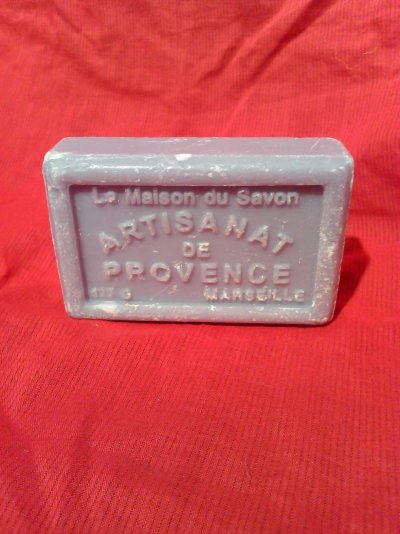 La Maison du Savon
ARTISANAT
DE
PROVENCE
G MARSEILLE